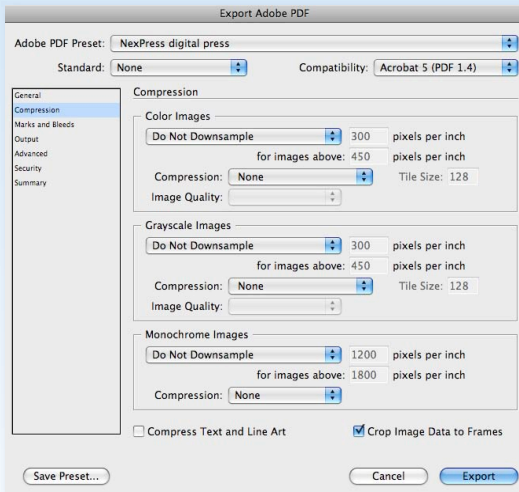 Export Adobe PDF
Adobe PDF Preset: NexPress digital press
Standard: None Compatibility: Acrobat 5 (PDF 1.4)
General
Compression
Marks and Bleeds
Output
Advanced
Security
Summary
Compression
Color Images
Do Not Downsample 300 pixels per inch
for images above: 450 pixels per inch
Compression: None Tile Size: 128
Image Quality:
Grayscale Images
Do Not Downsample 300 pixels per inch
for images above: 450 pixels per inch
Compression: None Tile Size: 128
Image Quality:
Monochrome Images
Do Not Downsample 1200 pixels per inch
for images above: 1800 pixels per inch
Compression: None
Compress Text and Line Art Crop Image Data to Frames
Save Preset... Cancel Export